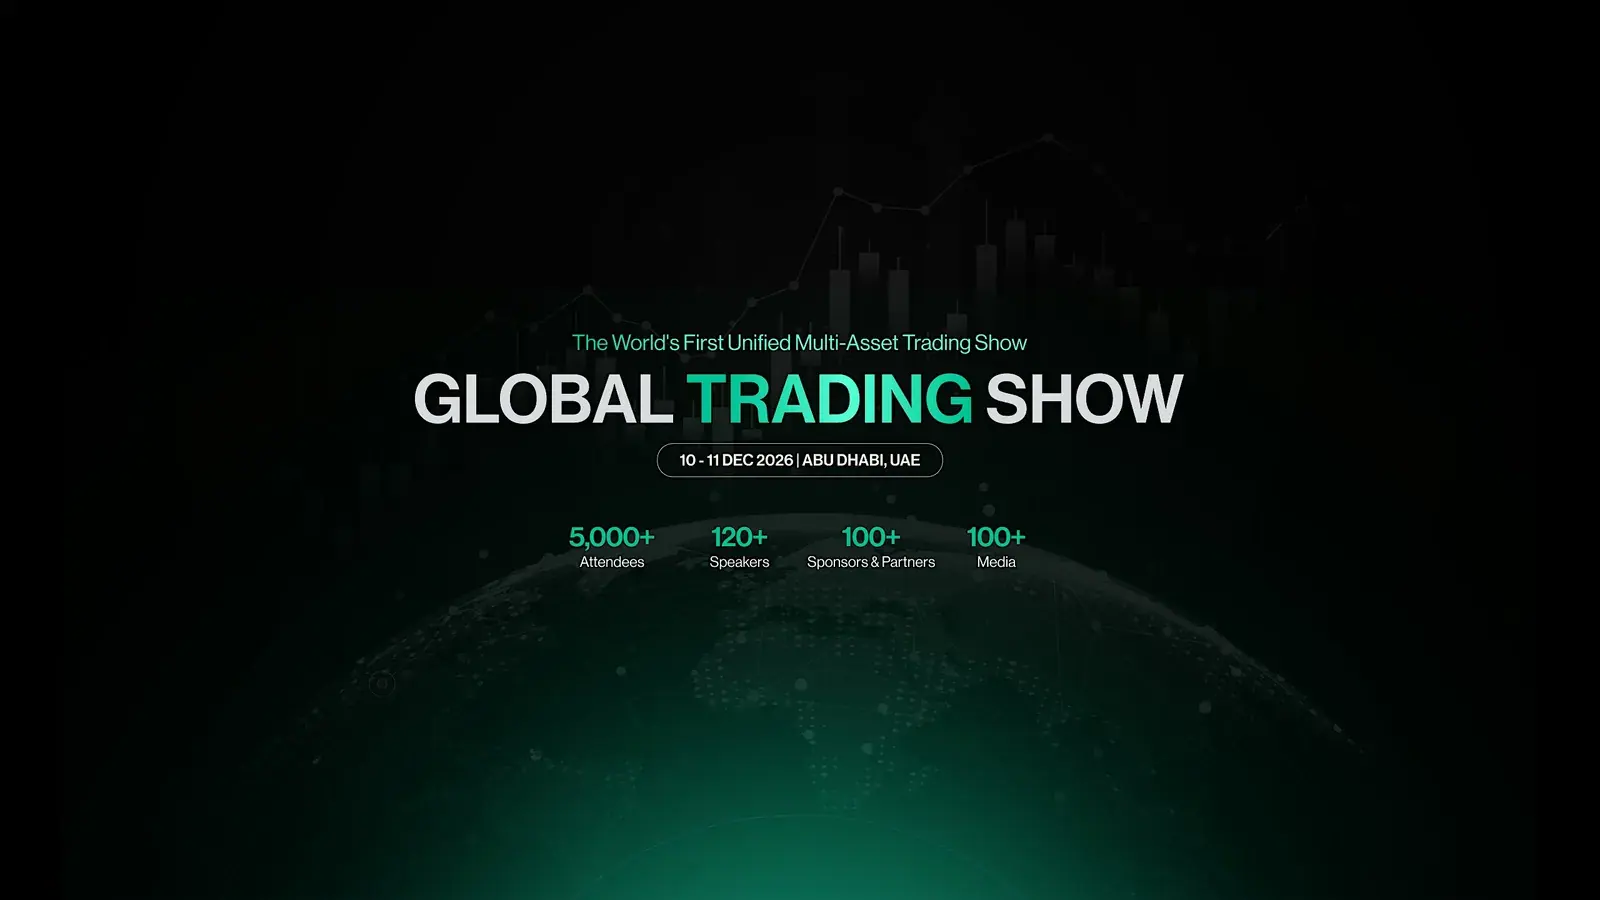 The World's First Unified Multi-Asset Trading Show
GLOBAL TRADING SHOW
10 - 11 DEC 2026 | ABU DHABI, UAE
5,000+ 120+ 100+ 100+
Attendees Speakers Sponsors & Partners Media